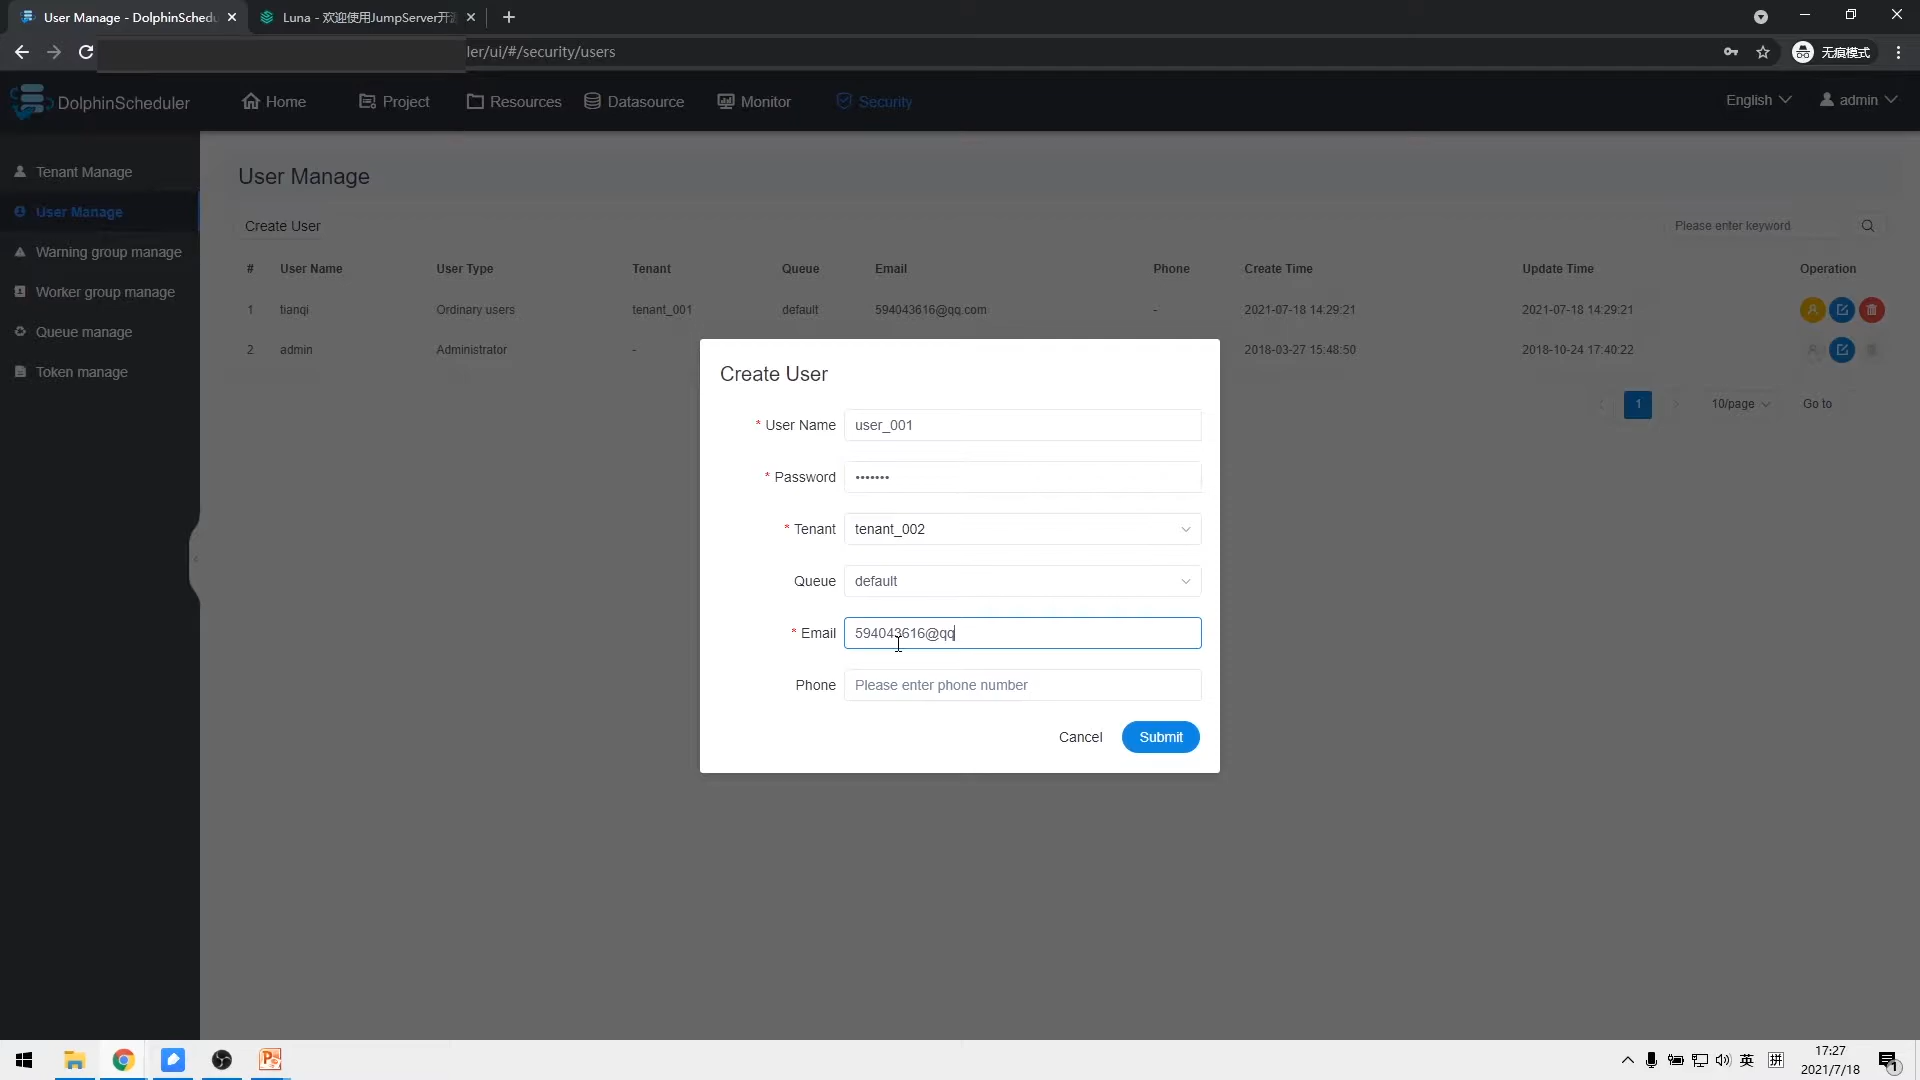 User Manage - DolphinSchedu
Luna - 欢迎使用JumpServer开源
ler/ui/#/security/users
无痕模式
DolphinScheduler
Home
Project
Resources
Datasource
Monitor
Security
English
admin
Tenant Manage
User Manage
Warning group manage
Worker group manage
Queue manage
Token manage
User Manage
Create User
Please enter keyword
# User Name User Type Tenant Queue Email Phone Create Time Update Time Operation
1 tianqi Ordinary users tenant_001 default 594043616@qq.com - 2021-07-18 14:29:21 2021-07-18 14:29:21
2 admin Administrator - 2018-03-27 15:48:50 2018-10-24 17:40:22
1 10/page Go to
Create User
* User Name user_001
* Password •••••••
* Tenant tenant_002
Queue default
* Email 594043616@qq
Phone Please enter phone number
Cancel Submit
英 拼
17:27
2021/7/18
1